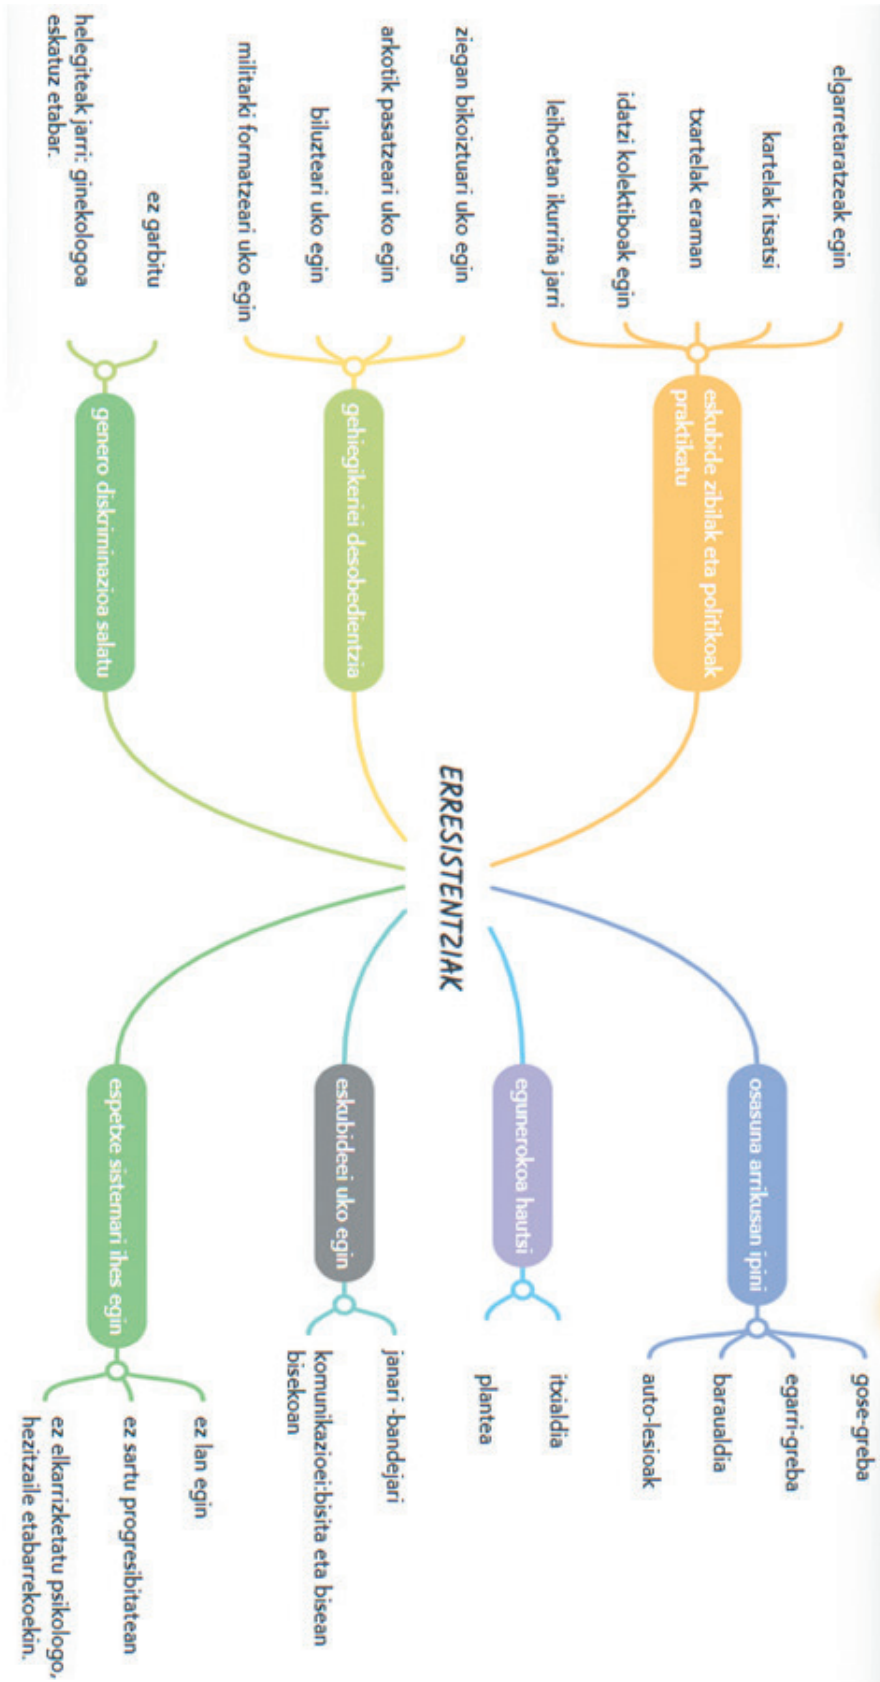 ERRESISTENTZIAK
eskubide zibilak eta politikoak
praktikatu
elgarretaratzeak egin
kartelak itsatsi
txartelak eraman
idatzi kolektiboak egin
leihoetan ikurriña jarri
gehiegikeriei desobedientzia
ziegan bikoiztuari uko egin
arkotik pasatzeari uko egin
biluzteari uko egin
militarki formatzeari uko egin
genero diskriminazioa salatu
ez garbitu
helegiteak jarri: ginekologoa
eskatuz etabar.
osasuna arrikusan ipini
gose-greba
egarri-greba
baraualdia
auto-lesioak
egunerokoa hautsi
itxialdia
plantea
eskubideei uko egin
janari -bandejari
komunikazioei:bisita eta bisean
bisekoan
espetxe sistemari ihes egin
ez lan egin
ez sartu progresibitatean
ez elkarrizketatu psikologo,
hezitzaile etabarrekoekin.